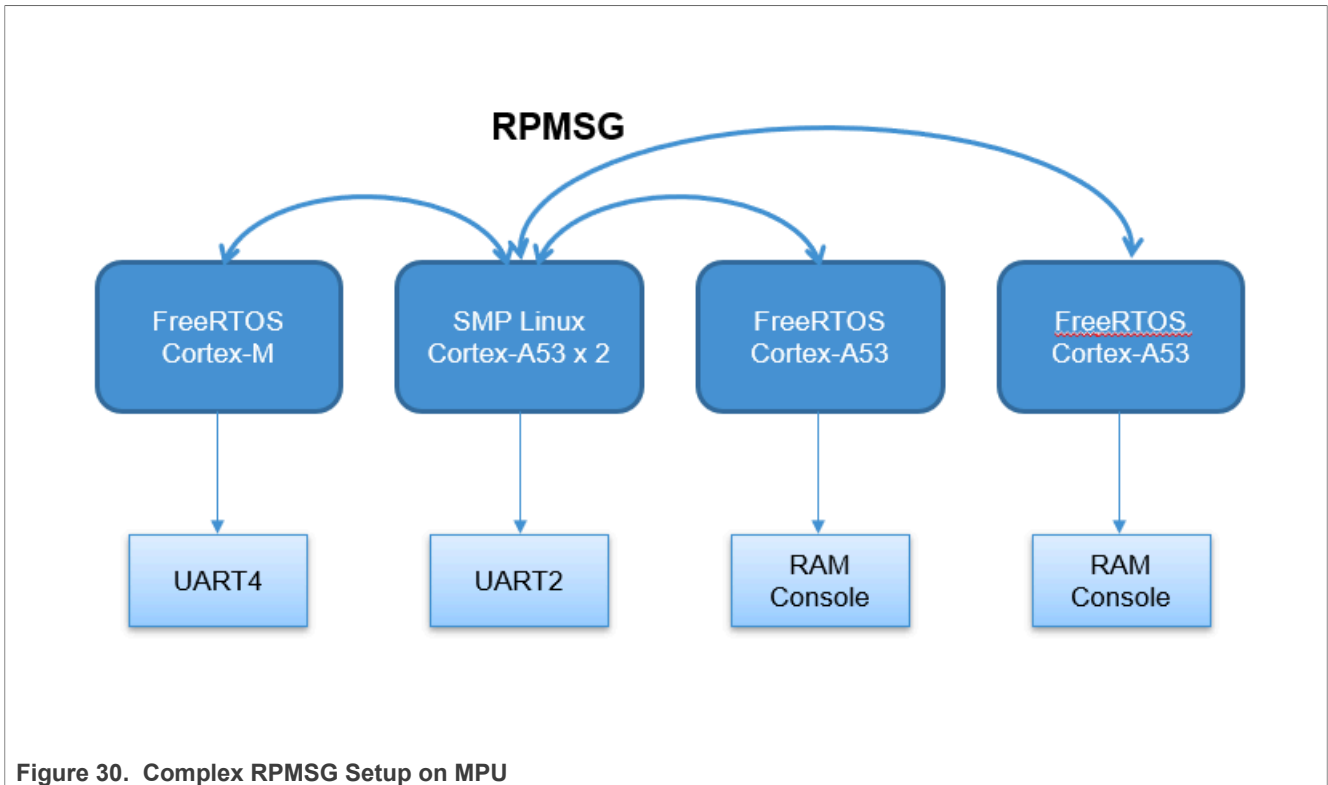 RPMSG
FreeRTOS
Cortex-M
SMP Linux
Cortex-A53 x 2
FreeRTOS
Cortex-A53
FreeRTOS
Cortex-A53
UART4
UART2
RAM
Console
RAM
Console
Figure 30. Complex RPMSG Setup on MPU